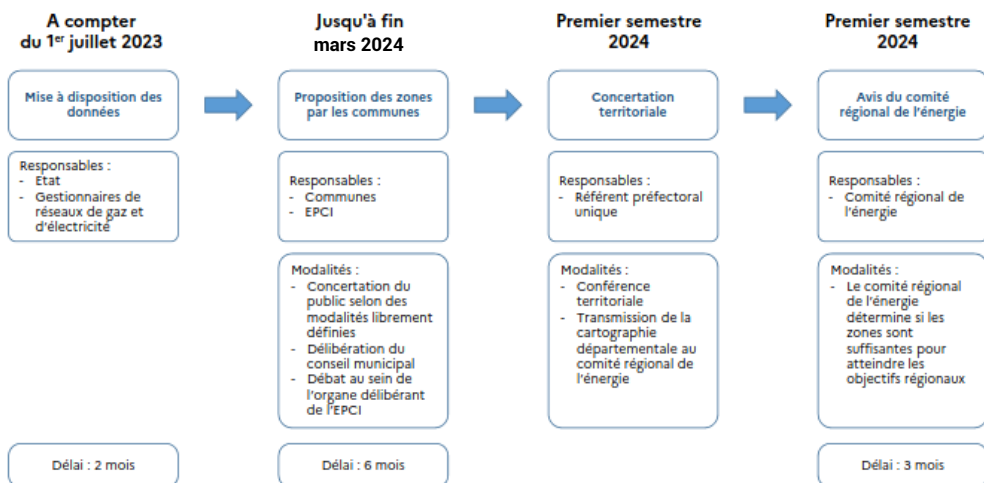 A compter
du 1er juillet 2023
Jusqu'à fin
mars 2024
Premier semestre
2024
Premier semestre
2024
Mise à disposition des
données
Proposition des zones
par les communes
Concertation
territoriale
Avis du comité
régional de l'énergie
Responsables :
- Etat
- Gestionnaires de
réseaux de gaz et
d'électricité
Responsables :
- Communes
- EPCI
Responsables :
- Référent préfectoral
unique
Responsables :
- Comité régional de
l'énergie
Modalités :
- Concertation du
public selon des
modalités librement
définies
- Délibération du
conseil municipal
- Débat au sein de
l'organe délibérant
de l'EPCI
Modalités :
- Conférence
territoriale
- Transmission de la
cartographie
départementale au
comité régional de
l'énergie
Modalités :
- Le comité régional
de l'énergie
détermine si les
zones sont
suffisantes pour
atteindre les
objectifs régionaux
Délai : 2 mois
Délai : 6 mois
Délai : 3 mois